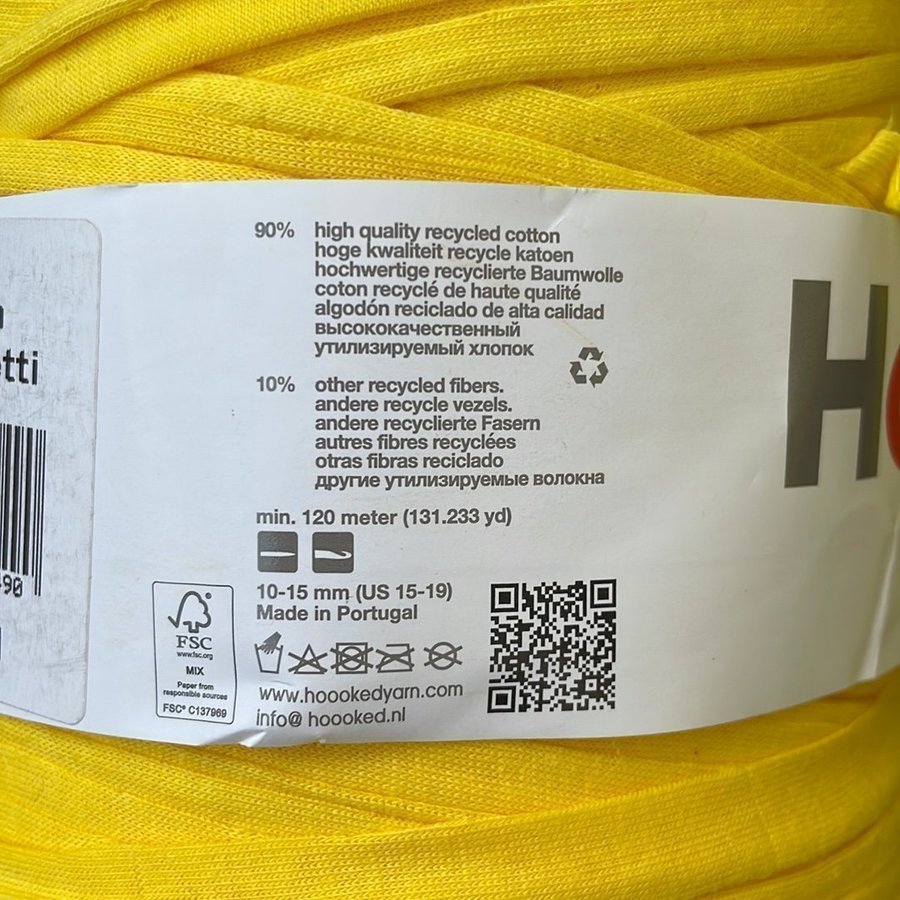 etti
490
90% high quality recycled cotton
hoge kwaliteit recycle katoen
hochwertige recyclierte Baumwolle
coton recyclé de haute qualité
algodón reciclado de alta calidad
высококачественный
утилизируемый хлопок
10% other recycled fibers.
andere recycle vezels.
andere recyclierte Fasern
autres fibres recyclées
otras fibras reciclado
другие утилизируемые волокна
min. 120 meter (131.233 yd)
10-15 mm (US 15-19)
Made in Portugal
FSC
www.fsc.org
MIX
Paper from
responsible sources
FSC® C137969
www.hoookedyarn.com
info@ hoooked.nl
H